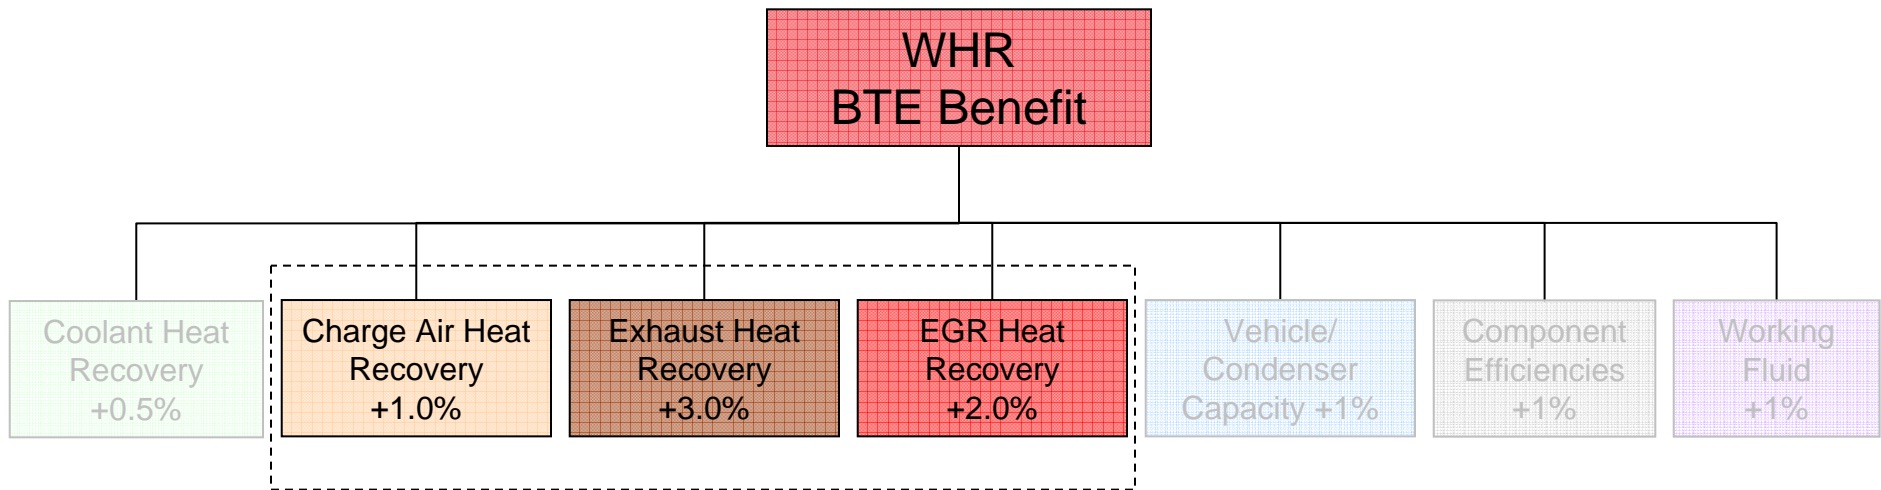 WHR
BTE Benefit
Coolant Heat
Recovery
+0.5%
Charge Air Heat
Recovery
+1.0%
Exhaust Heat
Recovery
+3.0%
EGR Heat
Recovery
+2.0%
Vehicle/
Condenser
Capacity +1%
Component
Efficiencies
+1%
Working
Fluid
+1%